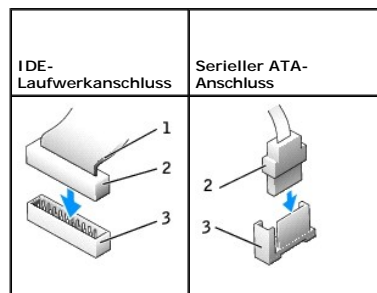 IDE-
Laufwerkanschluss
Serieller ATA-
Anschluss
1
2
3
2
3